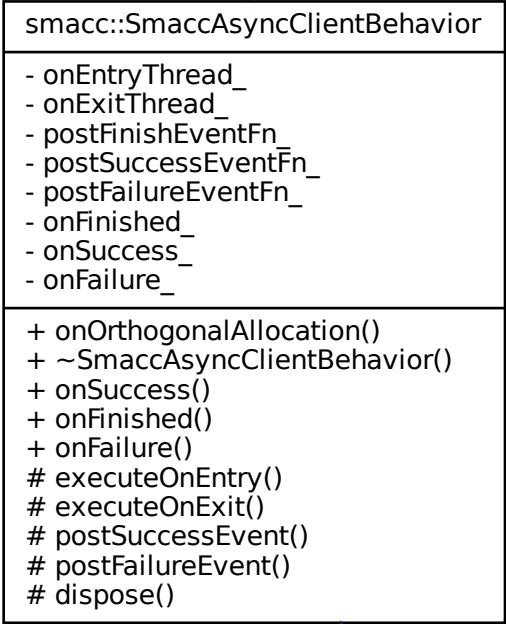 smacc::SmaccAsyncClientBehavior
- onEntryThread_
- onExitThread_
- postFinishEventFn_
- postSuccessEventFn_
- postFailureEventFn_
- onFinished_
- onSuccess_
- onFailure_
+ onOrthogonalAllocation()
+ ~SmaccAsyncClientBehavior()
+ onSuccess()
+ onFinished()
+ onFailure()
# executeOnEntry()
# executeOnExit()
# postSuccessEvent()
# postFailureEvent()
# dispose()